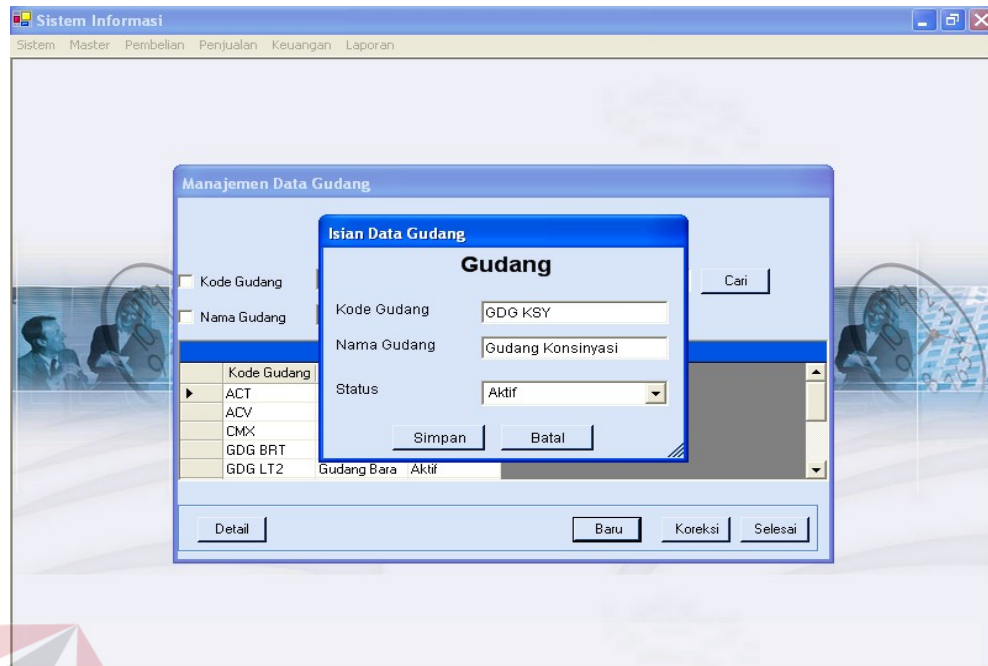 Sistem Informasi
Sistem Master Pembelian Penjualan Keuangan Laporan
Manajemen Data Gudang
Isian Data Gudang
Gudang
Kode Gudang
Cari
Kode Gudang GDG KSY
Nama Gudang
Nama Gudang Gudang Konsinyasi
Kode Gudang
Status Aktif
ACT
ACV
CMX
Simpan Batal
GDG BRT
GDG LT2 Gudang Bara Aktif
Detail Baru Koreksi Selesai